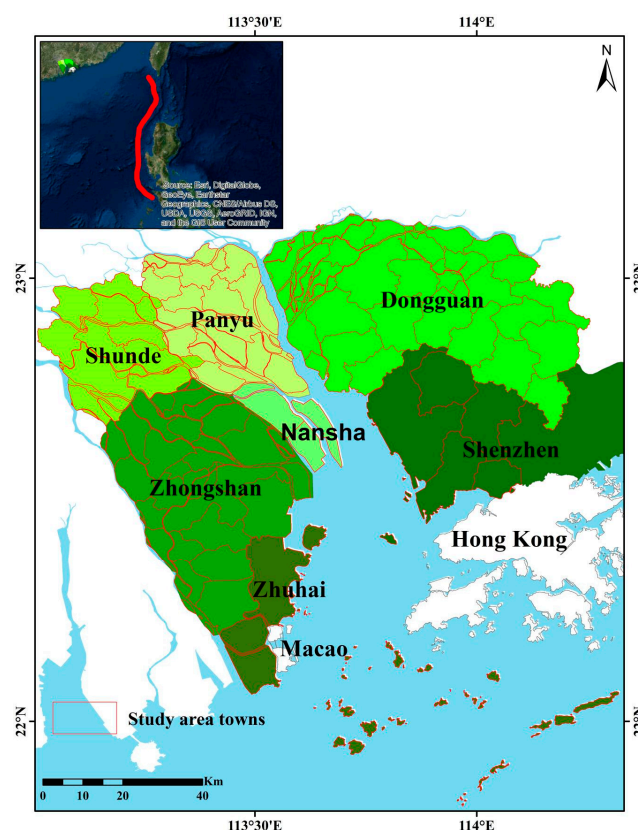 113°30'E
114°E
N
Source: Esri, DigitalGlobe,
GeoEye, Earthstar
Geographics, CNES/Airbus DS,
USDA, USGS, AeroGRID, IGN,
and the GIS User Community
23°N
Dongguan
Panyu
Shunde
Nansha
Shenzhen
Zhongshan
Hong Kong
Zhuhai
Macao
Study area towns
22°N
Km
0 10 20 40
113°30'E
114°E